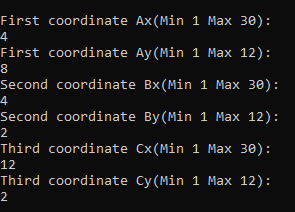 First coordinate Ax(Min 1 Max 30):
4
First coordinate Ay(Min 1 Max 12):
8
Second coordinate Bx(Min 1 Max 30):
4
Second coordinate By(Min 1 Max 12):
2
Third coordinate Cx(Min 1 Max 30):
12
Third coordinate Cy(Min 1 Max 12):
2